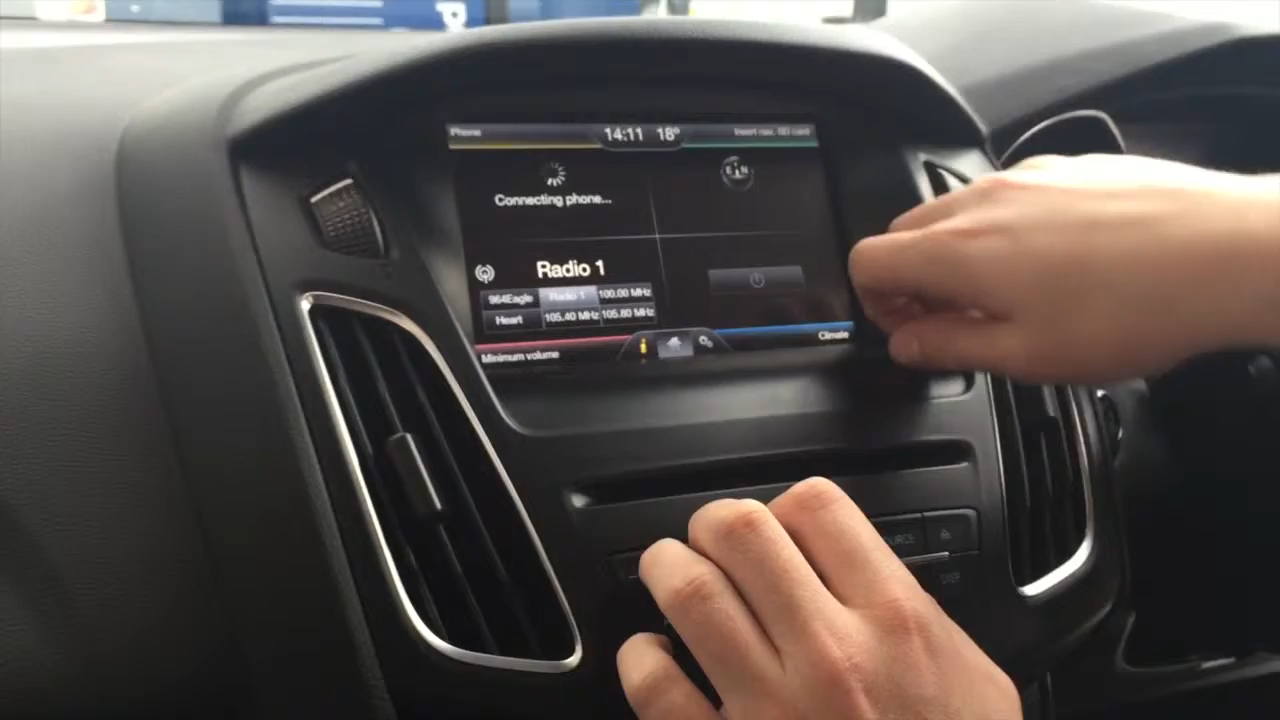 Phone 14:11 18° Insert nav. SD card
Connecting phone...
E N
Radio 1
964Eagle Radio 1 100.00 MHz
Heart 105.40 MHz 105.80 MHz
Minimum volume i Climate
DISP